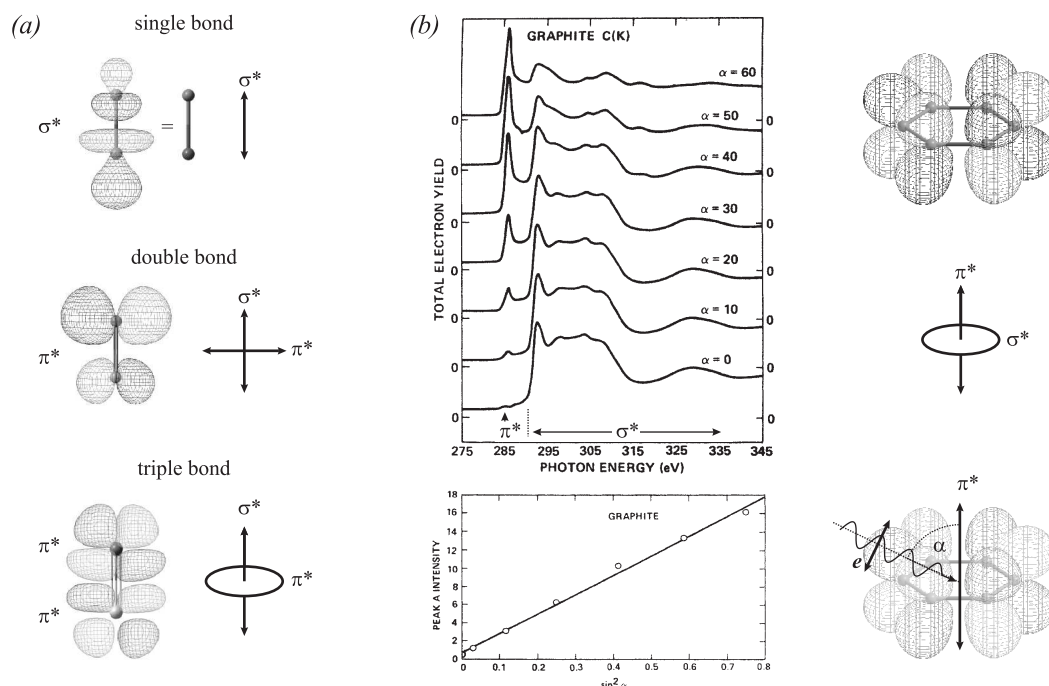 (a)
single bond
σ*
=
σ*
double bond
π*
σ*
π*
triple bond
π*
π*
σ*
π*
(b)
GRAPHITE C(K)
TOTAL ELECTRON YIELD
α = 60
0
0
α = 50
0
0
α = 40
0
0
α = 30
0
0
α = 20
0
0
α = 10
0
0
α = 0
0
0
π*
σ*
275 285 295 305 315 325 335 345
PHOTON ENERGY (eV)
GRAPHITE
PEAK A INTENSITY
18
16
14
12
10
8
6
4
2
0
0 0.1 0.2 0.3 0.4 0.5 0.6 0.7 0.8
sin² α
π*
σ*
π*
e
α